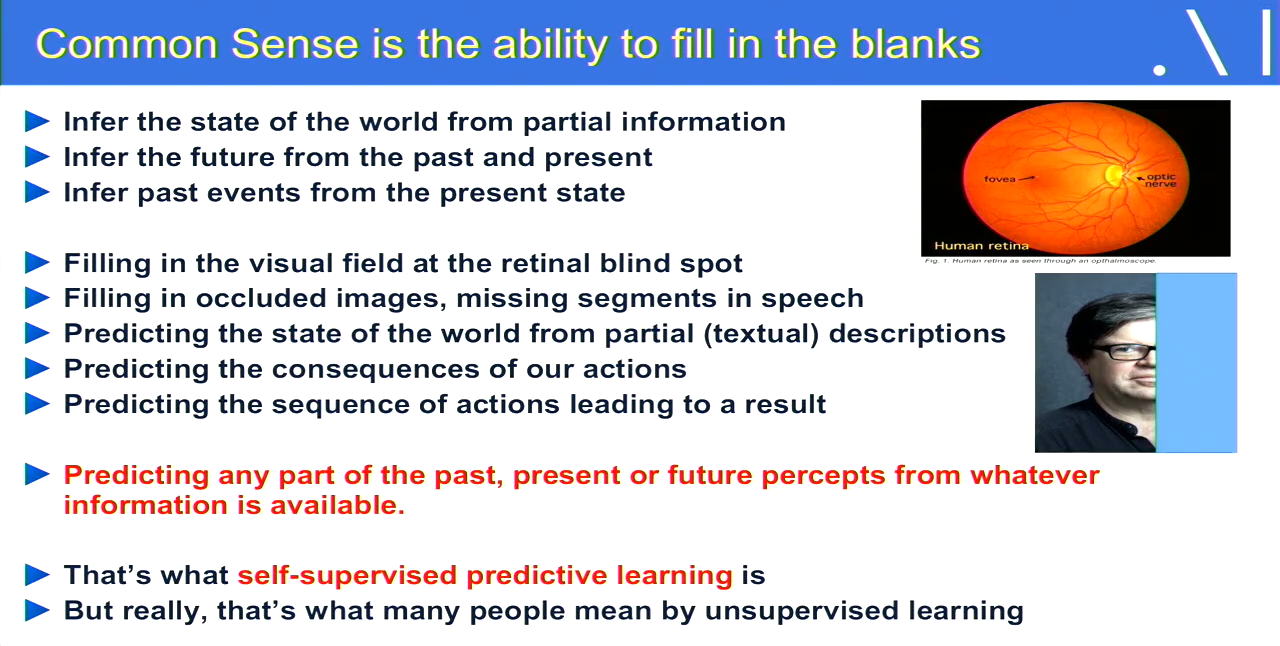 Common Sense is the ability to fill in the blanks
Infer the state of the world from partial information
Infer the future from the past and present
Infer past events from the present state
fovea
optic
nerve
Human retina
Fig. 1. Human retina as seen through an opthalmoscope.
Filling in the visual field at the retinal blind spot
Filling in occluded images, missing segments in speech
Predicting the state of the world from partial (textual) descriptions
Predicting the consequences of our actions
Predicting the sequence of actions leading to a result
Predicting any part of the past, present or future percepts from whatever
information is available.
That’s what self-supervised predictive learning is
But really, that’s what many people mean by unsupervised learning